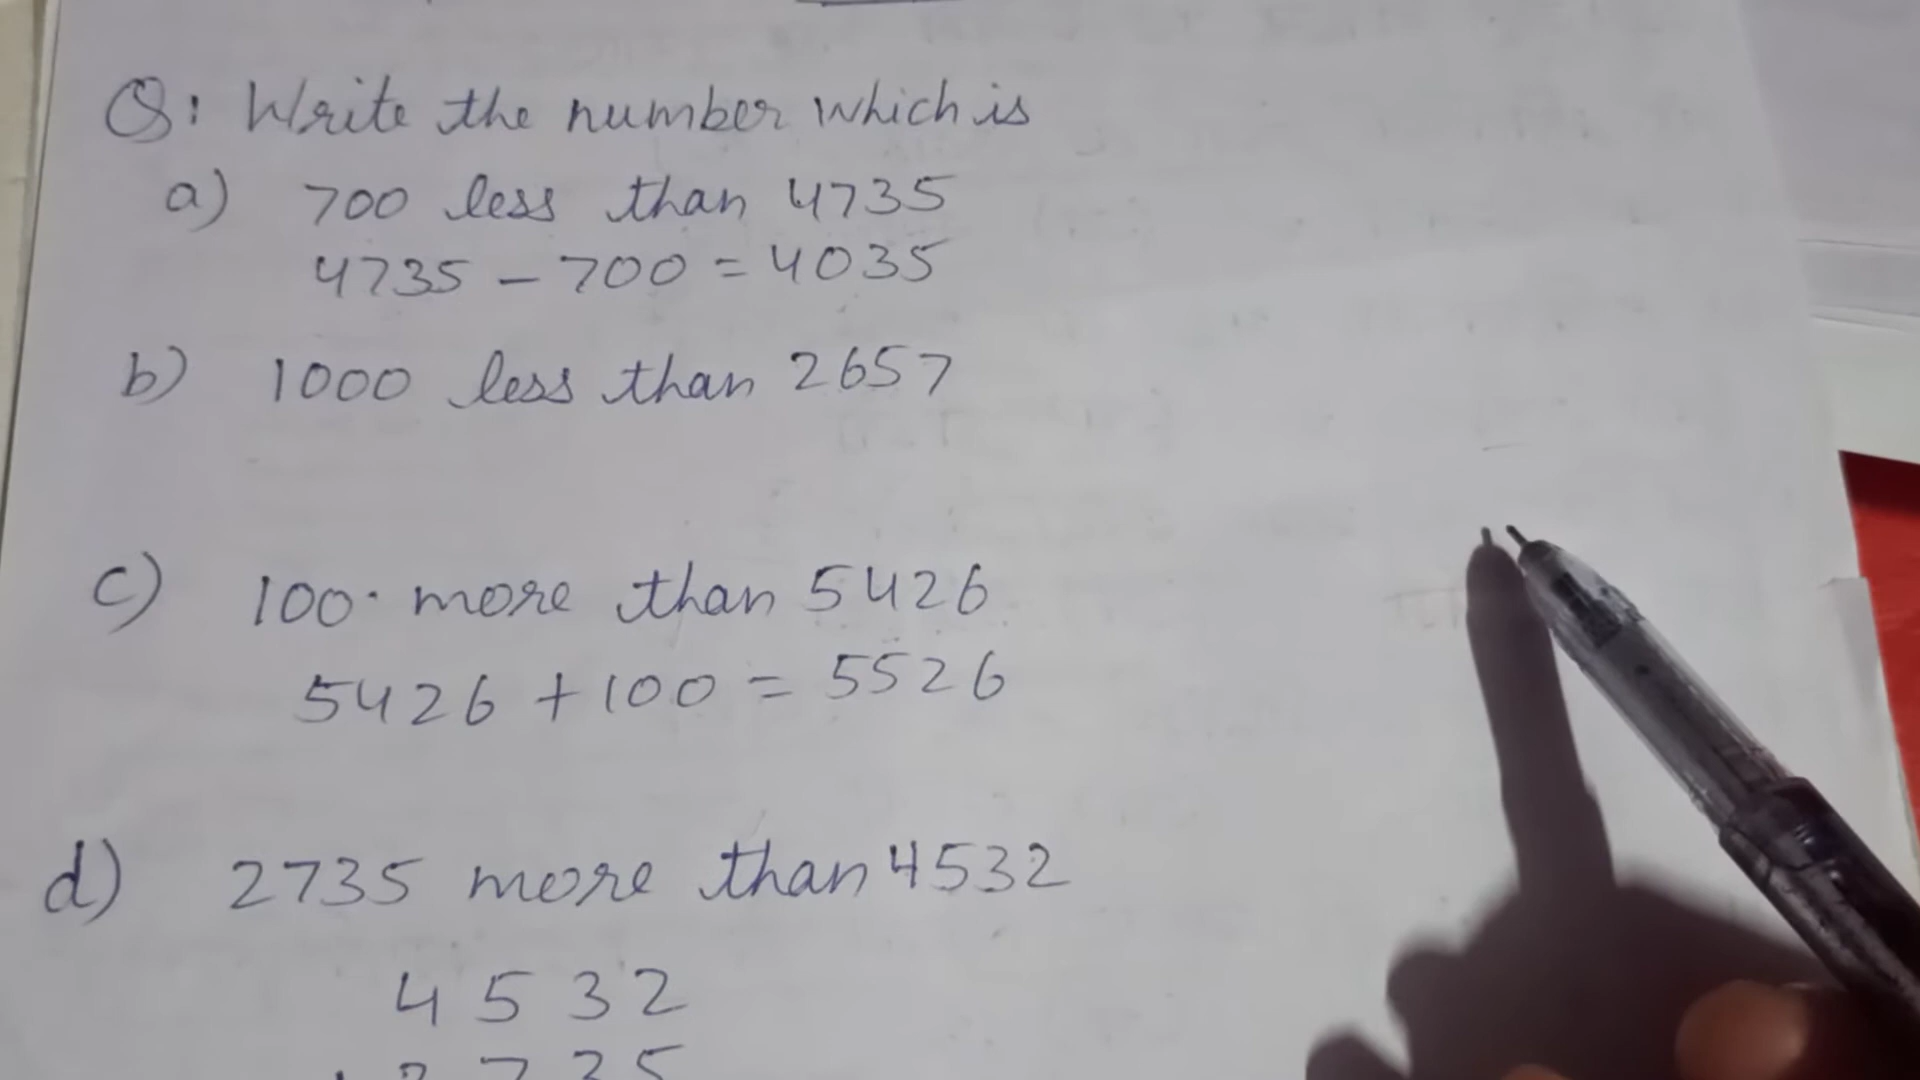 Q: Write the number which is
a) 700 less than 4735
4735 - 700 = 4035
b) 1000 less than 2657
c) 100. more than 5426
5426 + 100 = 5526
d) 2735 more than 4532
4532
+ 2735